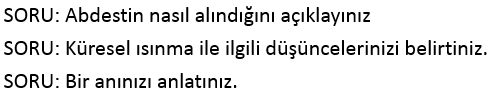 SORU: Abdestin nasıl alındığını açıklayınız
SORU: Küresel ısınma ile ilgili düşüncelerinizi belirtiniz.
SORU: Bir anınızı anlatınız.